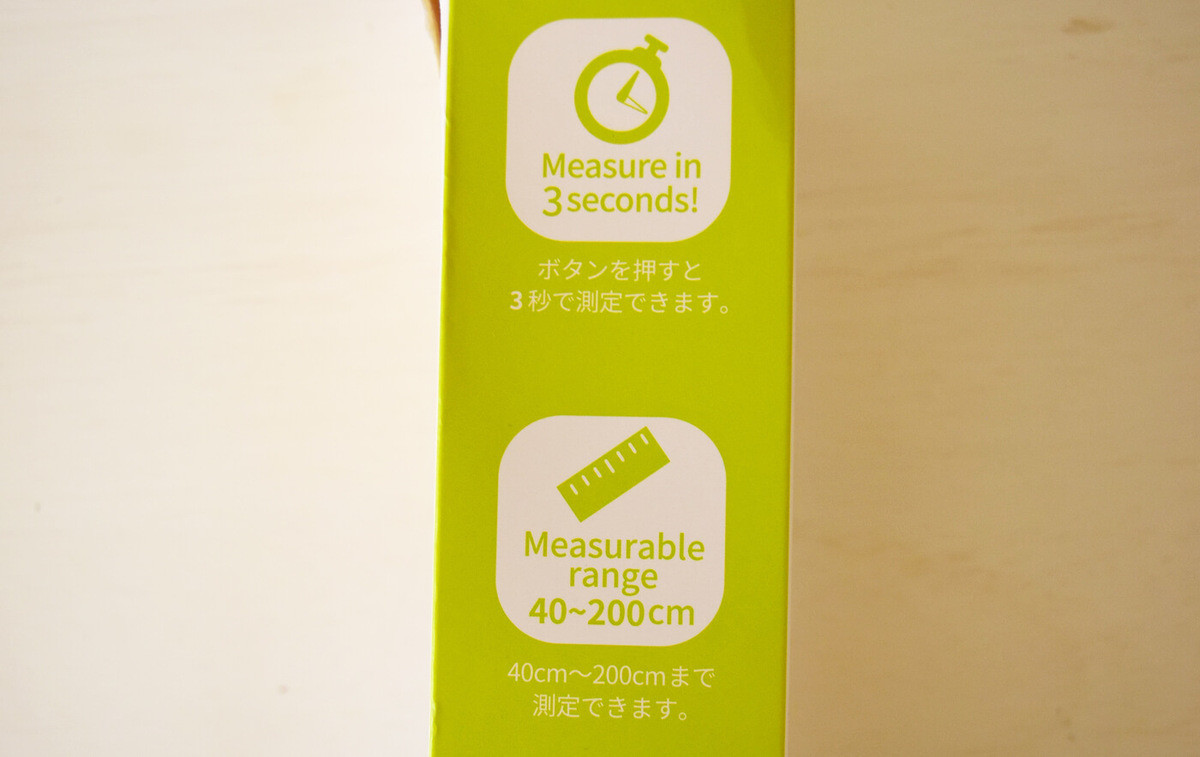 Measure in
3 seconds!
ボタンを押すと
3秒で測定できます。
Measurable
range
40~200cm
40cm〜200cmまで
測定できます。